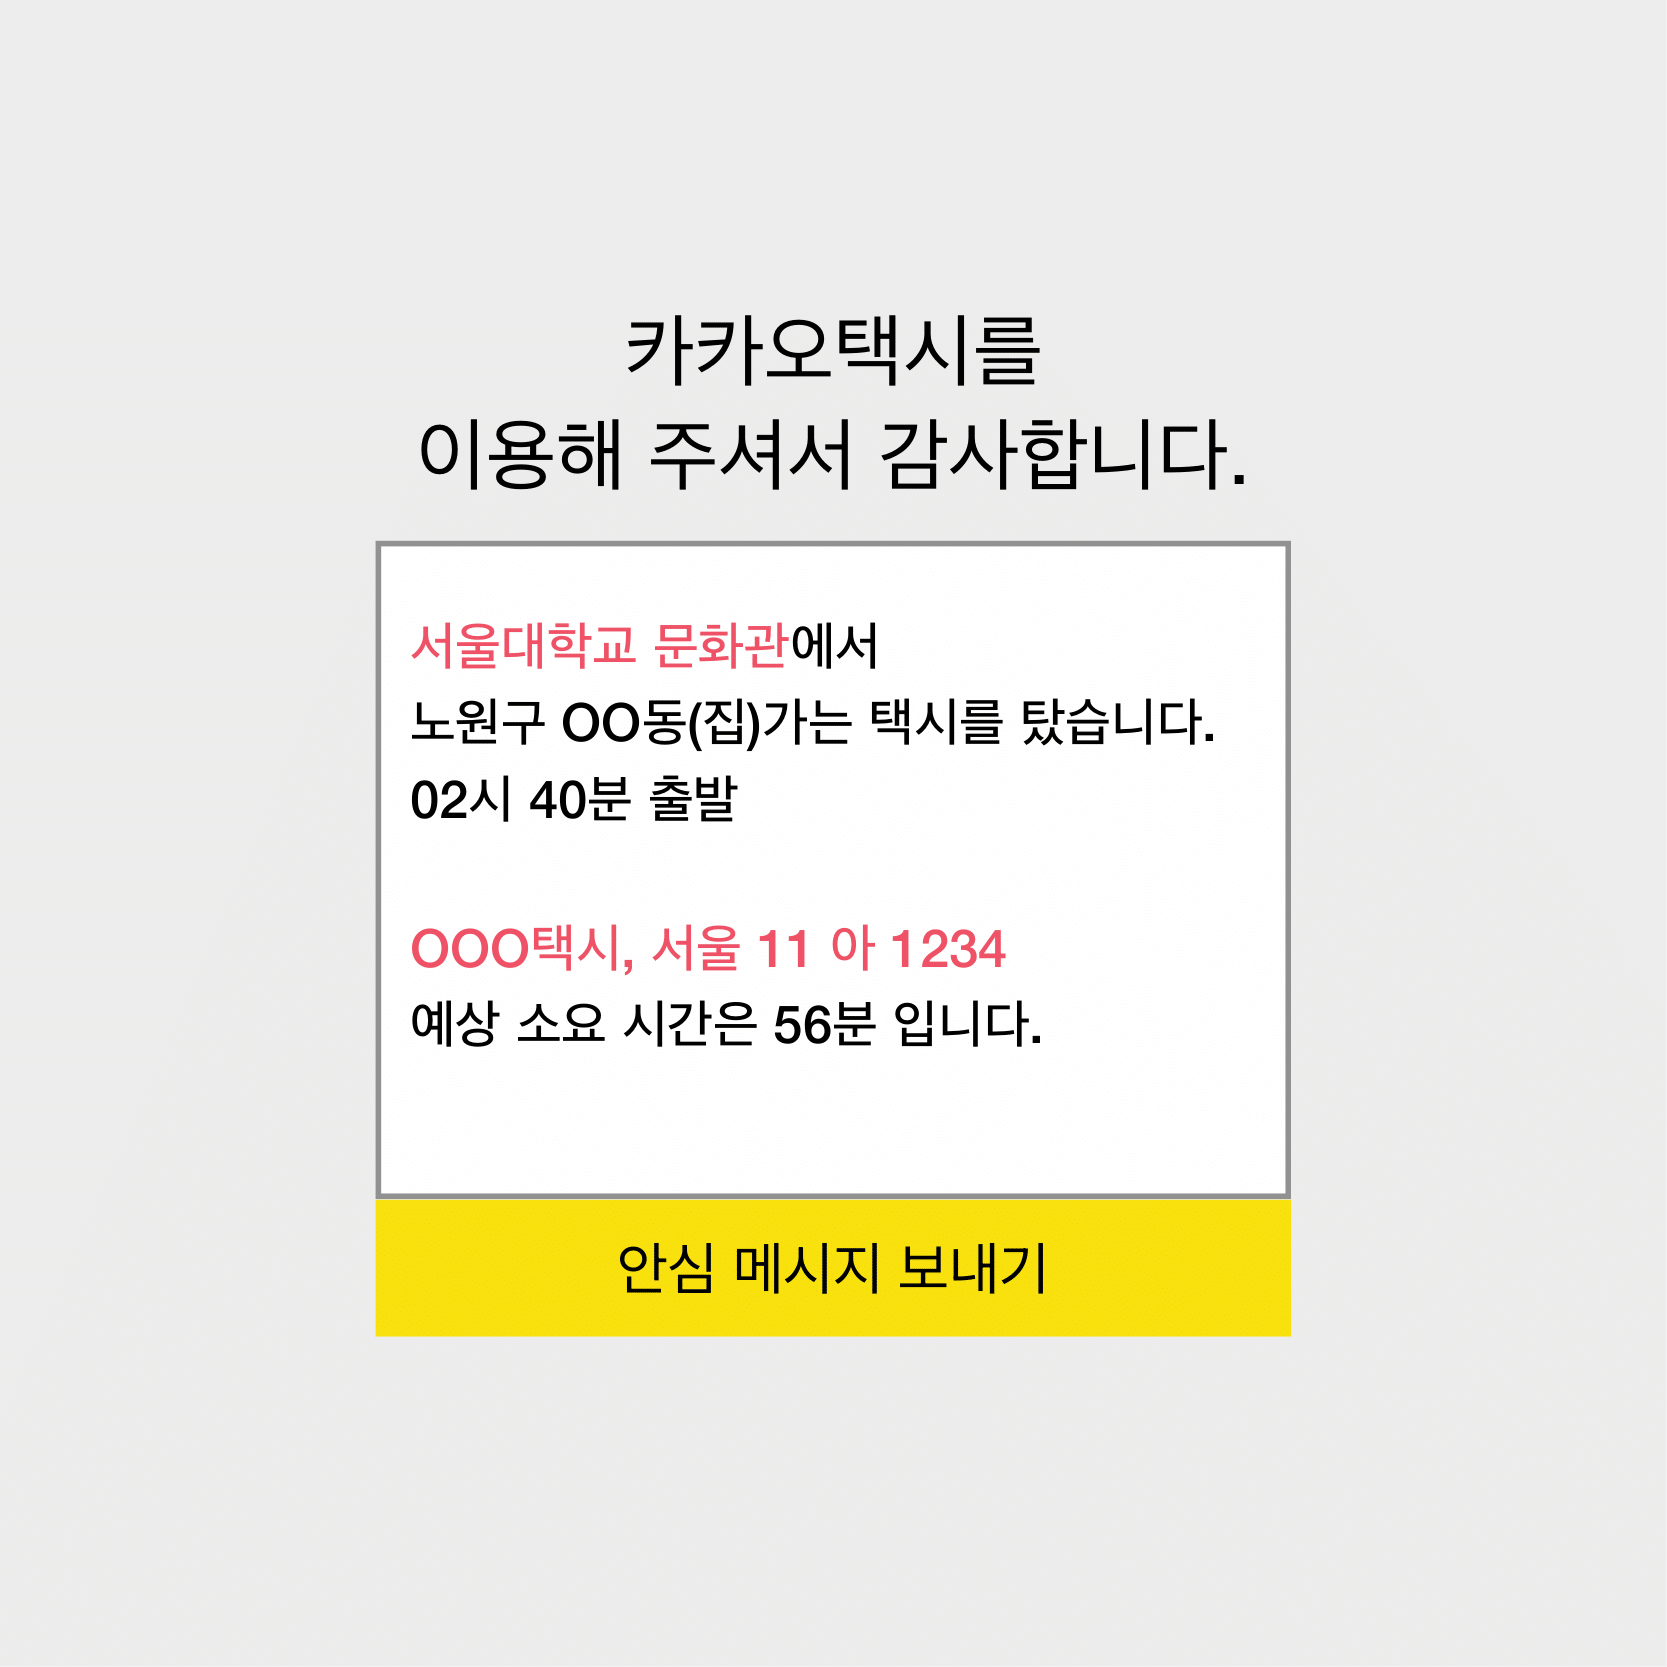 카카오택시를
이용해 주셔서 감사합니다.
서울대학교 문화관에서
노원구 OO동(집)가는 택시를 탔습니다.
02시 40분 출발
OOO택시, 서울 11 아 1234
예상 소요 시간은 56분 입니다.
안심 메시지 보내기